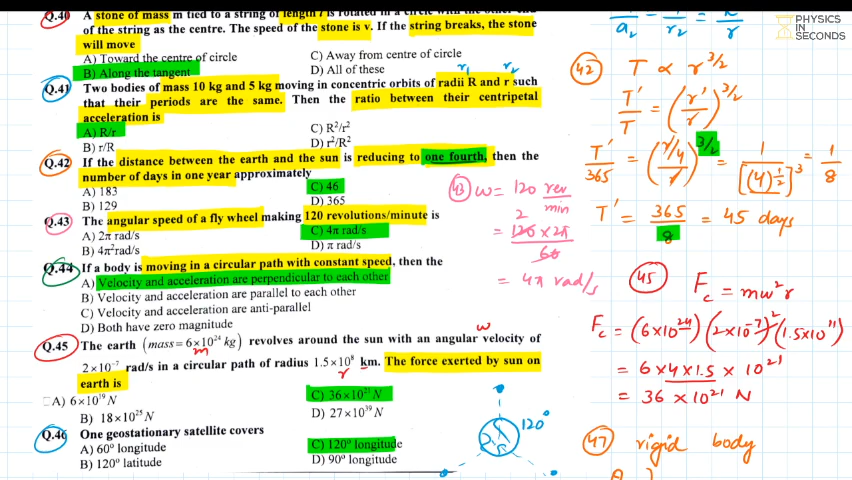 Q.40 A stone of mass m tied to a string of length l is rotated in a circle with the other end
of the string as the centre. The speed of the stone is v. If the string breaks, the stone
will move
A) Toward the centre of circle
C) Away from centre of circle
B) Along the tangent
D) All of these
r₁ r₂
Q.41 Two bodies of mass 10 kg and 5 kg moving in concentric orbits of radii R and r such
that their periods are the same. Then the ratio between their centripetal
acceleration is
A) R/r
C) R²/r²
B) r/R
D) r²/R²
Q.42 If the distance between the earth and the sun is reducing to one fourth, then the
number of days in one year approximately
A) 183
C) 46
B) 129
D) 365
Q.43 The angular speed of a fly wheel making 120 revolutions/minute is
A) 2π rad/s
C) 4π rad/s
B) 4π² rad/s
D) π rad/s
Q.44 If a body is moving in a circular path with constant speed, then the
A) Velocity and acceleration are perpendicular to each other
B) Velocity and acceleration are parallel to each other
C) Velocity and acceleration are anti-parallel
D) Both have zero magnitude
ω
Q.45 The earth (mass = 6×10²⁴ kg) revolves around the sun with an angular velocity of
m
2×10⁻⁷ rad/s in a circular path of radius 1.5×10⁸ km. The force exerted by sun on
r
earth is
A) 6×10¹⁹ N
C) 36×10²¹ N
B) 18×10²⁵ N
D) 27×10³⁹ N
Q.46 One geostationary satellite covers
A) 60° longitude
C) 120° longitude
B) 120° latitude
D) 90° longitude
120°
43 ω = 120 rev/min
2
= 120 × 2π / 60
= 4π rad/s
a₂ r₂ r
PHYSICS
IN
SECONDS
42 T ∝ r^3/2
T'/T = (r'/r)^3/2
T'/365 = (r/4/r)^3/2 = 1/[(4)^1/2]^3 = 1/8
T' = 365/8 = 45 days
45 Fc = mω²r
Fc = (6×10²⁴)(2×10⁻⁷)²(1.5×10¹¹)
= 6×4×1.5 × 10²¹
= 36 × 10²¹ N
47 rigid body